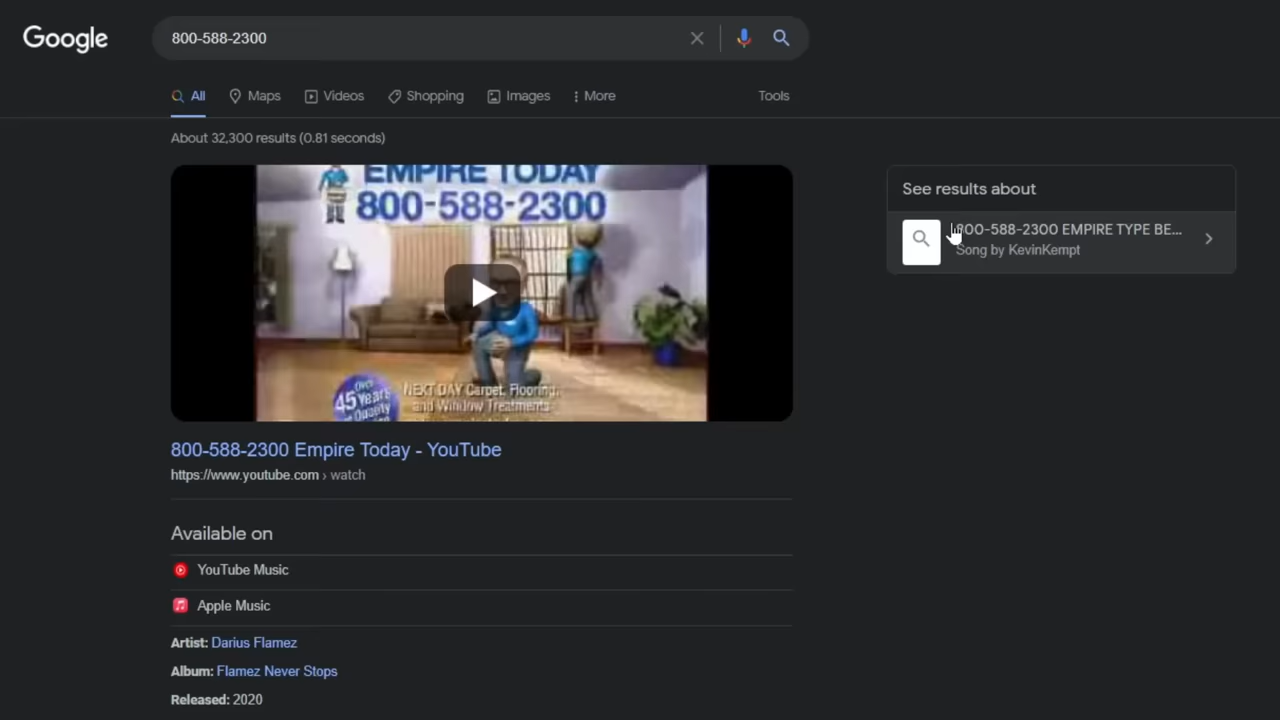 Google
800-588-2300
All
Maps
Videos
Shopping
Images
More
Tools
About 32,300 results (0.81 seconds)
EMPIRE TODAY
800-588-2300
Over
45 Years
of Quality
NEXT DAY Carpet, Flooring,
and Window Treatments
800-588-2300 Empire Today - YouTube
https://www.youtube.com › watch
Available on
YouTube Music
Apple Music
Artist: Darius Flamez
Album: Flamez Never Stops
Released: 2020
See results about
800-588-2300 EMPIRE TYPE BE...
Song by KevinKempt